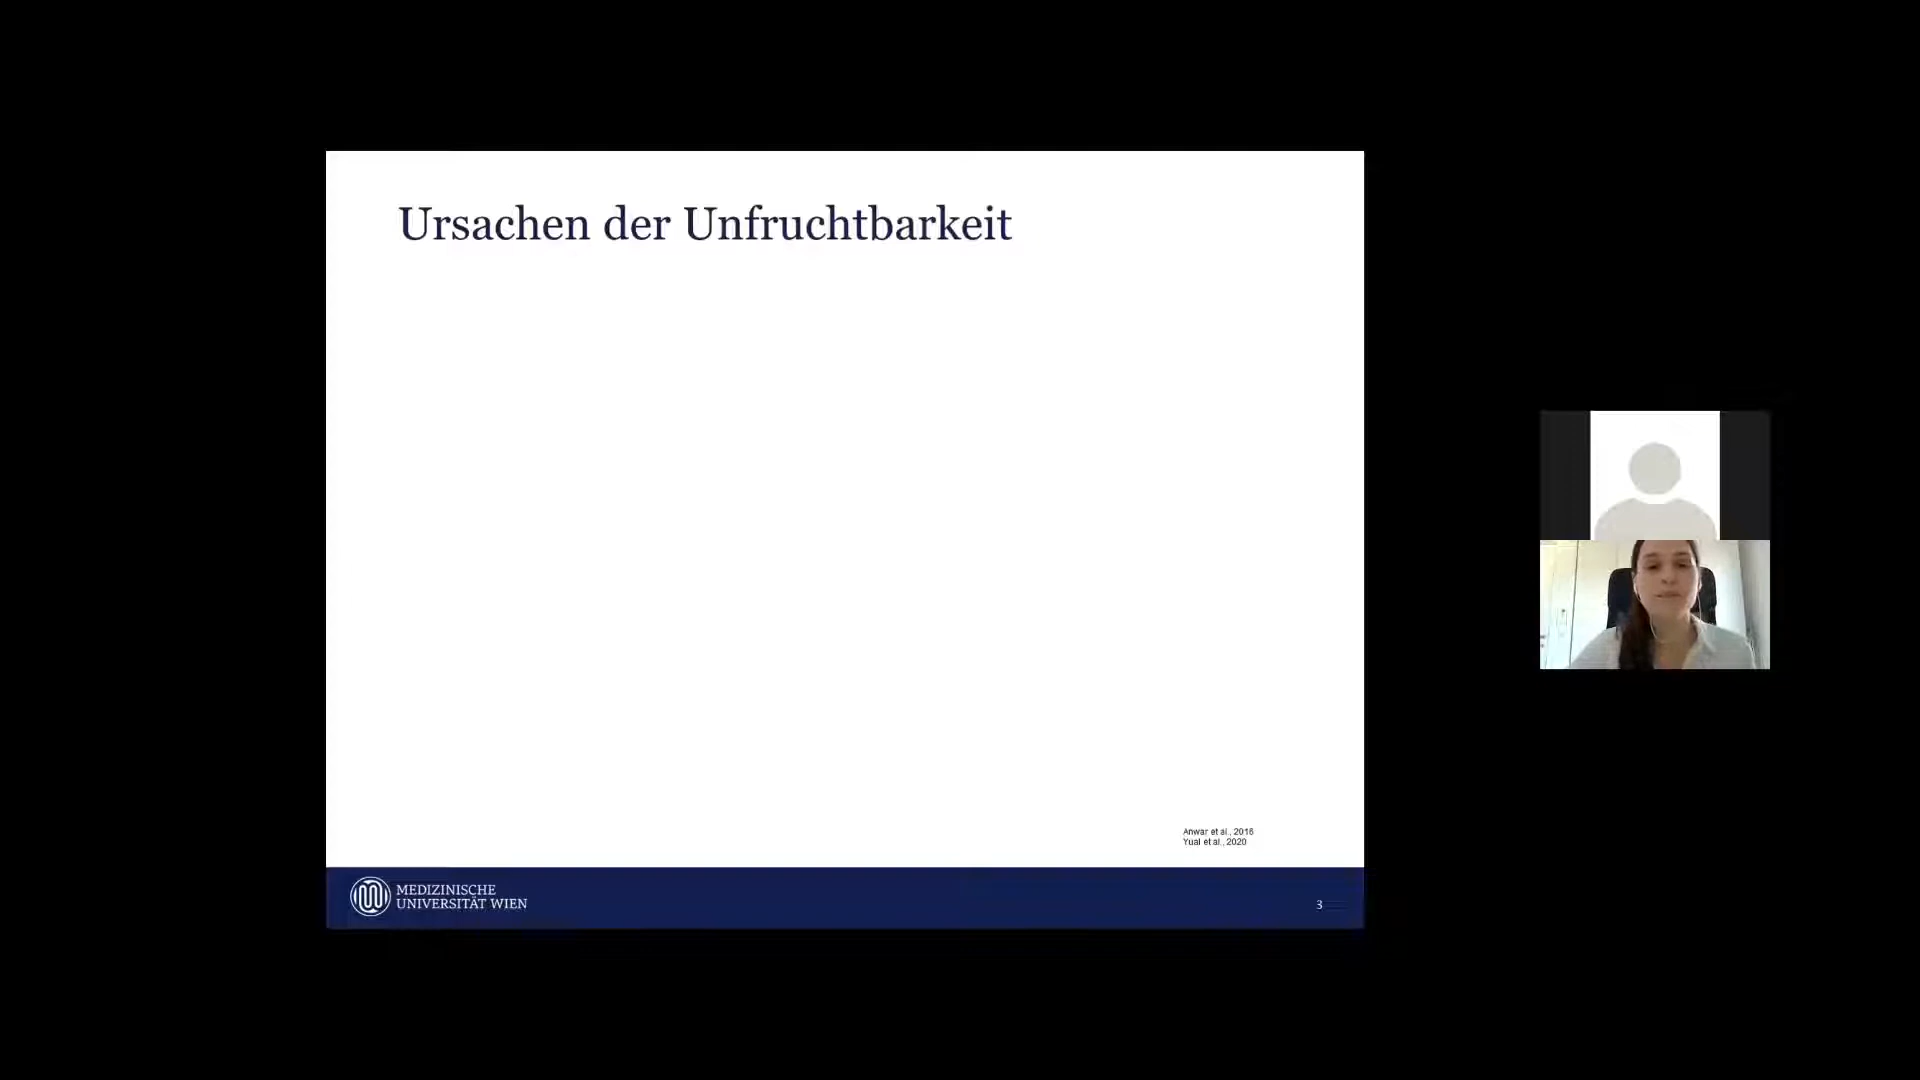 Ursachen der Unfruchtbarkeit
Anwar et al., 2016
Yual et al., 2020
MEDIZINISCHE
UNIVERSITÄT WIEN
3